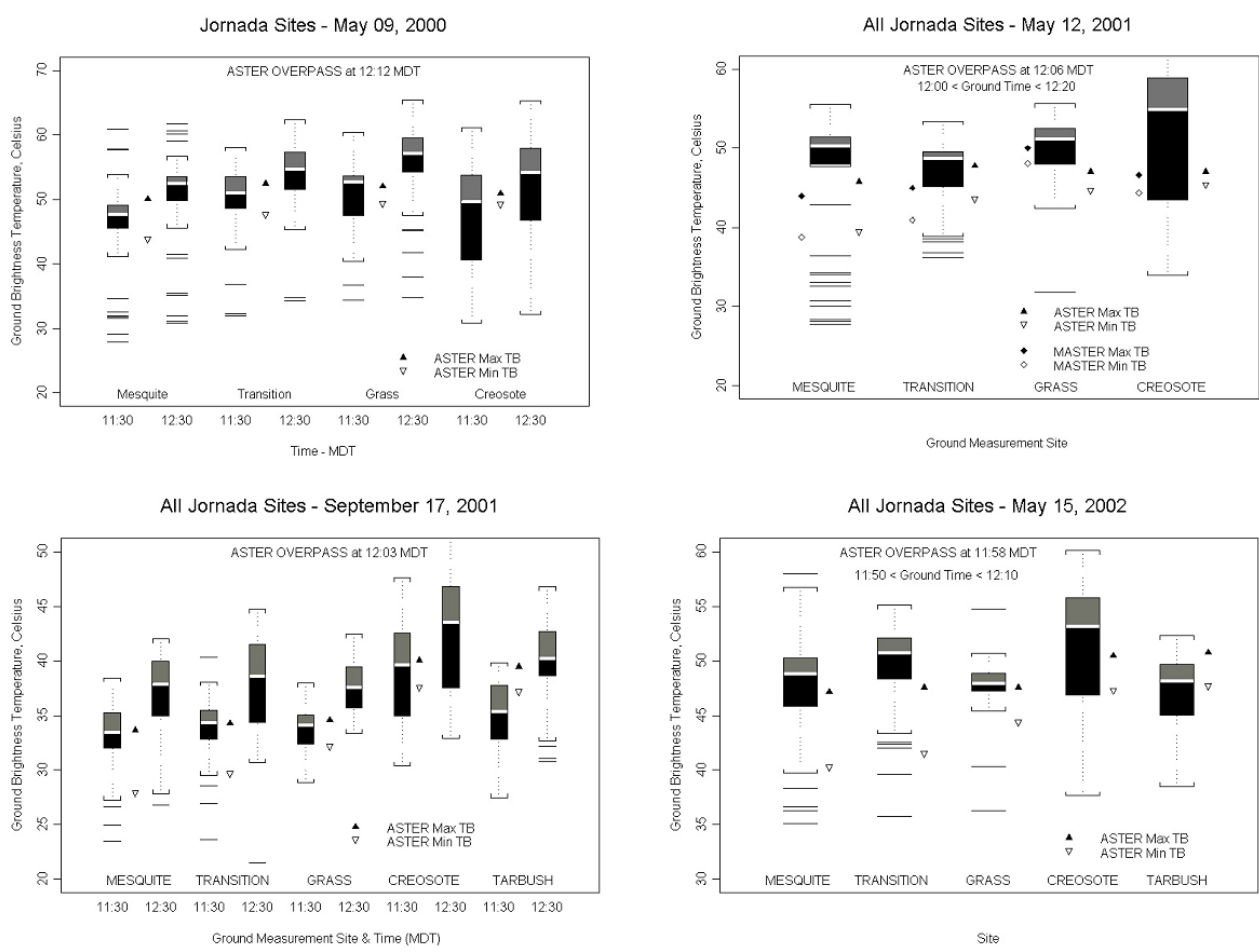 Jornada Sites - May 09, 2000
ASTER OVERPASS at 12:12 MDT
Ground Brightness Temperature, Celsius
70
60
50
40
30
20
ASTER Max TB
ASTER Min TB
Mesquite Transition Grass Creosote
11:30 12:30 11:30 12:30 11:30 12:30 11:30 12:30
Time - MDT
All Jornada Sites - May 12, 2001
ASTER OVERPASS at 12:06 MDT
12:00 < Ground Time < 12:20
Ground Brightness Temperature, Celsius
60
50
40
30
20
ASTER Max TB
ASTER Min TB
MASTER Max TB
MASTER Min TB
MESQUITE TRANSITION GRASS CREOSOTE
Ground Measurement Site
All Jornada Sites - September 17, 2001
ASTER OVERPASS at 12:03 MDT
Ground Brightness Temperature, Celsius
50
45
40
35
30
25
20
ASTER Max TB
ASTER Min TB
MESQUITE TRANSITION GRASS CREOSOTE TARBUSH
11:30 12:30 11:30 12:30 11:30 12:30 11:30 12:30 11:30 12:30
Ground Measurement Site & Time (MDT)
All Jornada Sites - May 15, 2002
ASTER OVERPASS at 11:58 MDT
11:50 < Ground Time < 12:10
Ground Brightness Temperature, Celsius
60
55
50
45
40
35
30
ASTER Max TB
ASTER Min TB
MESQUITE TRANSITION GRASS CREOSOTE TARBUSH
Site